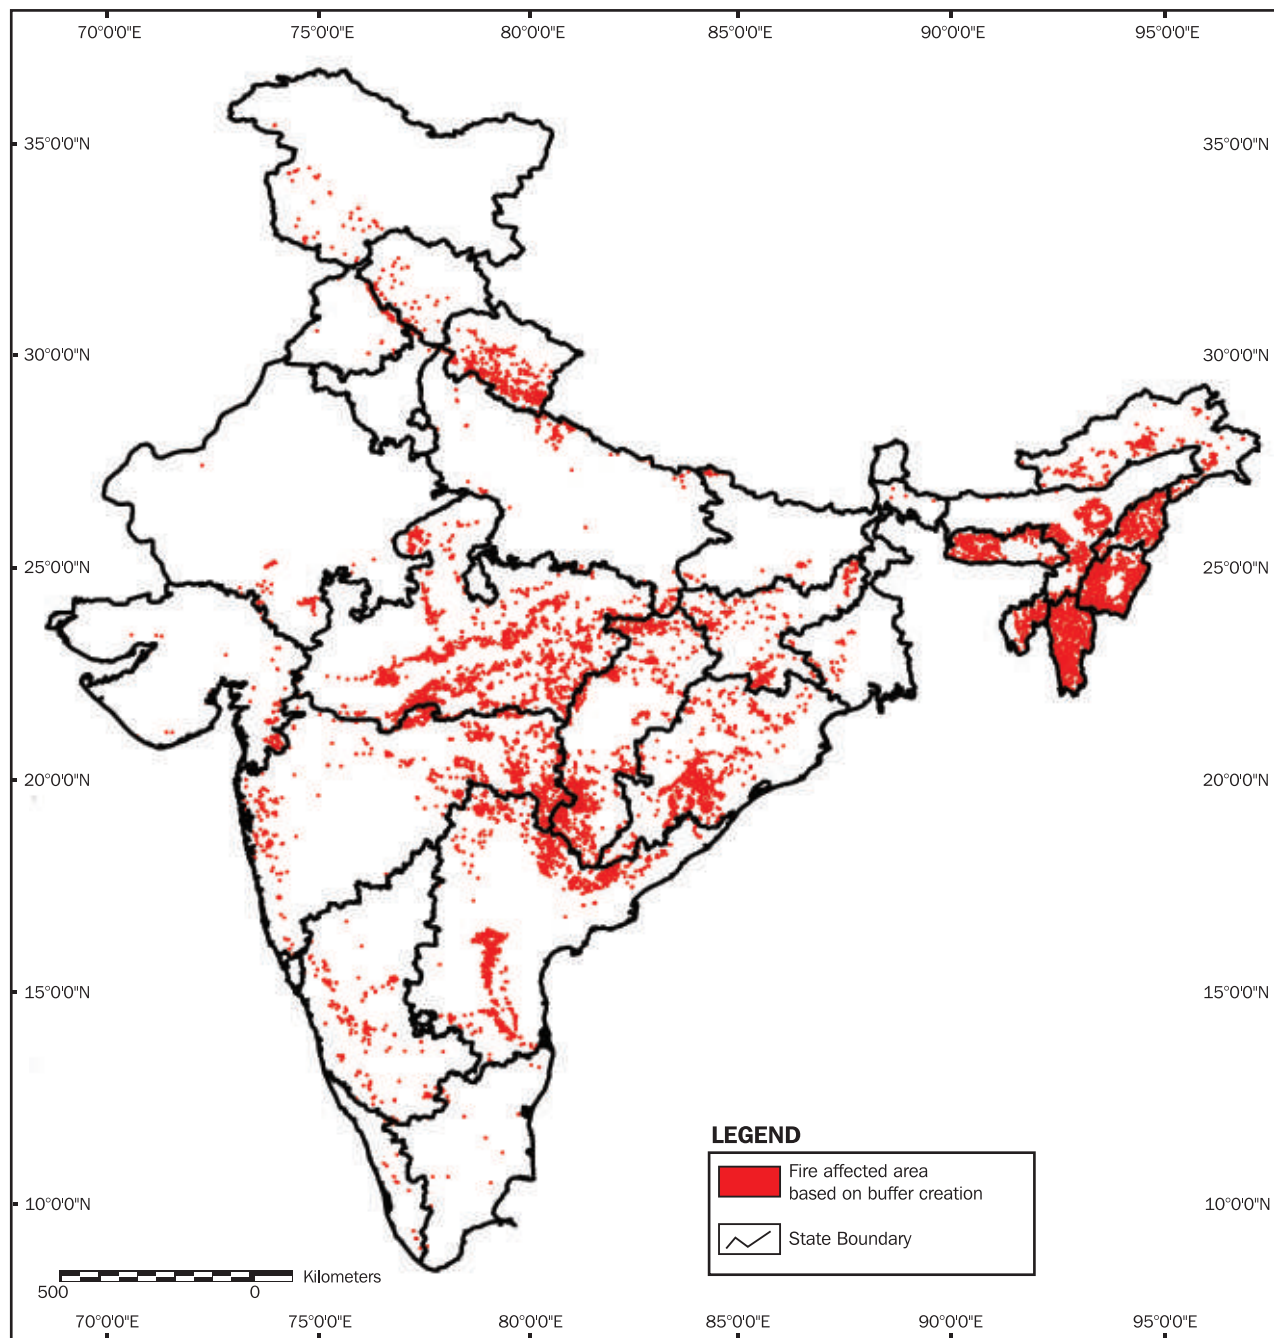 70°0'0"E 75°0'0"E 80°0'0"E 85°0'0"E 90°0'0"E 95°0'0"E
35°0'0"N 35°0'0"N
30°0'0"N 30°0'0"N
25°0'0"N 25°0'0"N
20°0'0"N 20°0'0"N
15°0'0"N 15°0'0"N
LEGEND
Fire affected area
based on buffer creation
10°0'0"N 10°0'0"N
State Boundary
Kilometers
500 0
70°0'0"E 75°0'0"E 80°0'0"E 85°0'0"E 90°0'0"E 95°0'0"E